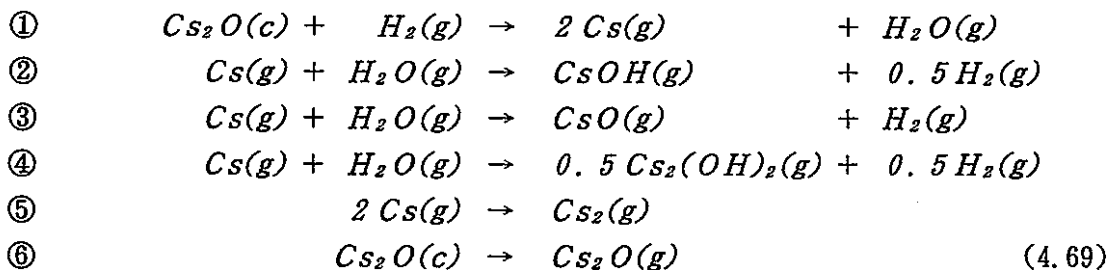 ① Cs₂O(c) + H₂(g) → 2 Cs(g) + H₂O(g)
② Cs(g) + H₂O(g) → CsOH(g) + 0.5 H₂(g)
③ Cs(g) + H₂O(g) → CsO(g) + H₂(g)
④ Cs(g) + H₂O(g) → 0.5 Cs₂(OH)₂(g) + 0.5 H₂(g)
⑤ 2 Cs(g) → Cs₂(g)
⑥ Cs₂O(c) → Cs₂O(g) (4.69)